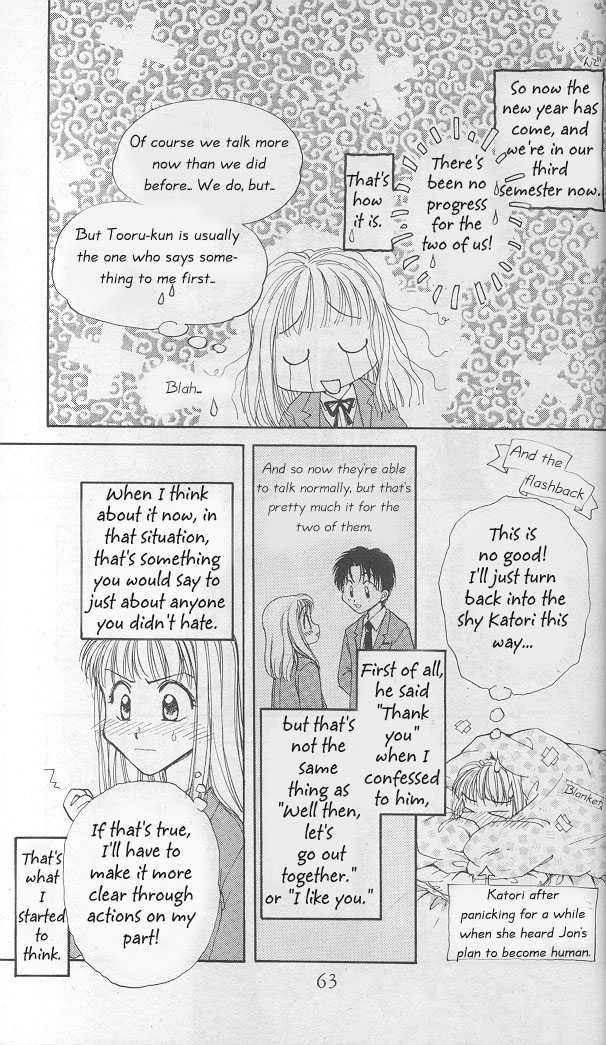 So now the
new year has
come, and
we're in our
third
semester now.
There's
been no
progress
for the
two of us!
That's
how
it is.
Of course we talk more
now than we did
before.. We do, but..
But Tooru-kun is usually
the one who says some-
thing to me first..
Blah..
And the
flashback
This is
no good!
I'll just turn
back into the
shy Katori this
way...
Blanket
Katori after
panicking for a while
when she heard Jon's
plan to become human.
And so now they're able
to talk normally, but that's
pretty much it for the
two of them.
First of all,
he said
"Thank
you"
when I
confessed
to him,
but that's
not the
same
thing as
"Well then,
let's
go out
together."
or "I like you."
When I think
about it now, in
that situation,
that's something
you would say to
just about anyone
you didn't hate.
If that's true,
I'll have to
make it more
clear through
actions on my
part!
That's
what
I
started
to
think.
63